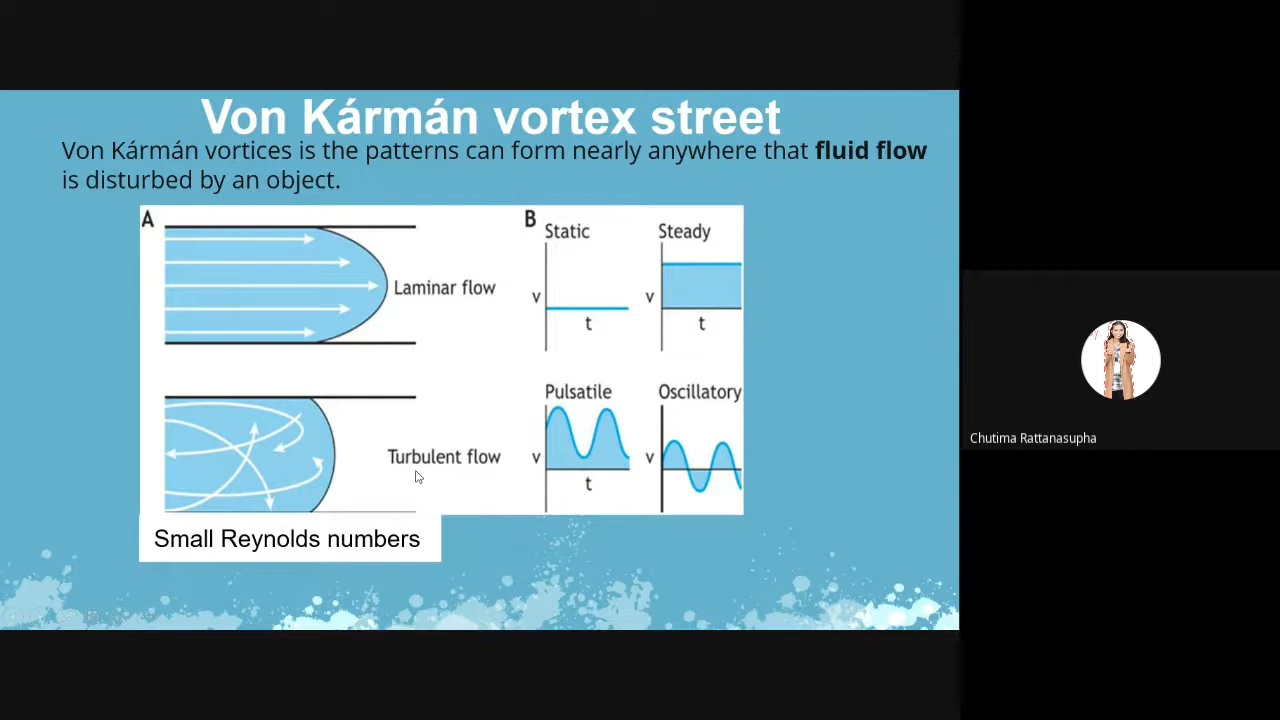 Von Kármán vortex street
Von Kármán vortices is the patterns can form nearly anywhere that fluid flow
is disturbed by an object.
A
Laminar flow
Turbulent flow
B
Static
v
t
Steady
v
t
Pulsatile
v
t
Oscillatory
v
Small Reynolds numbers
Chutima Rattanasupha